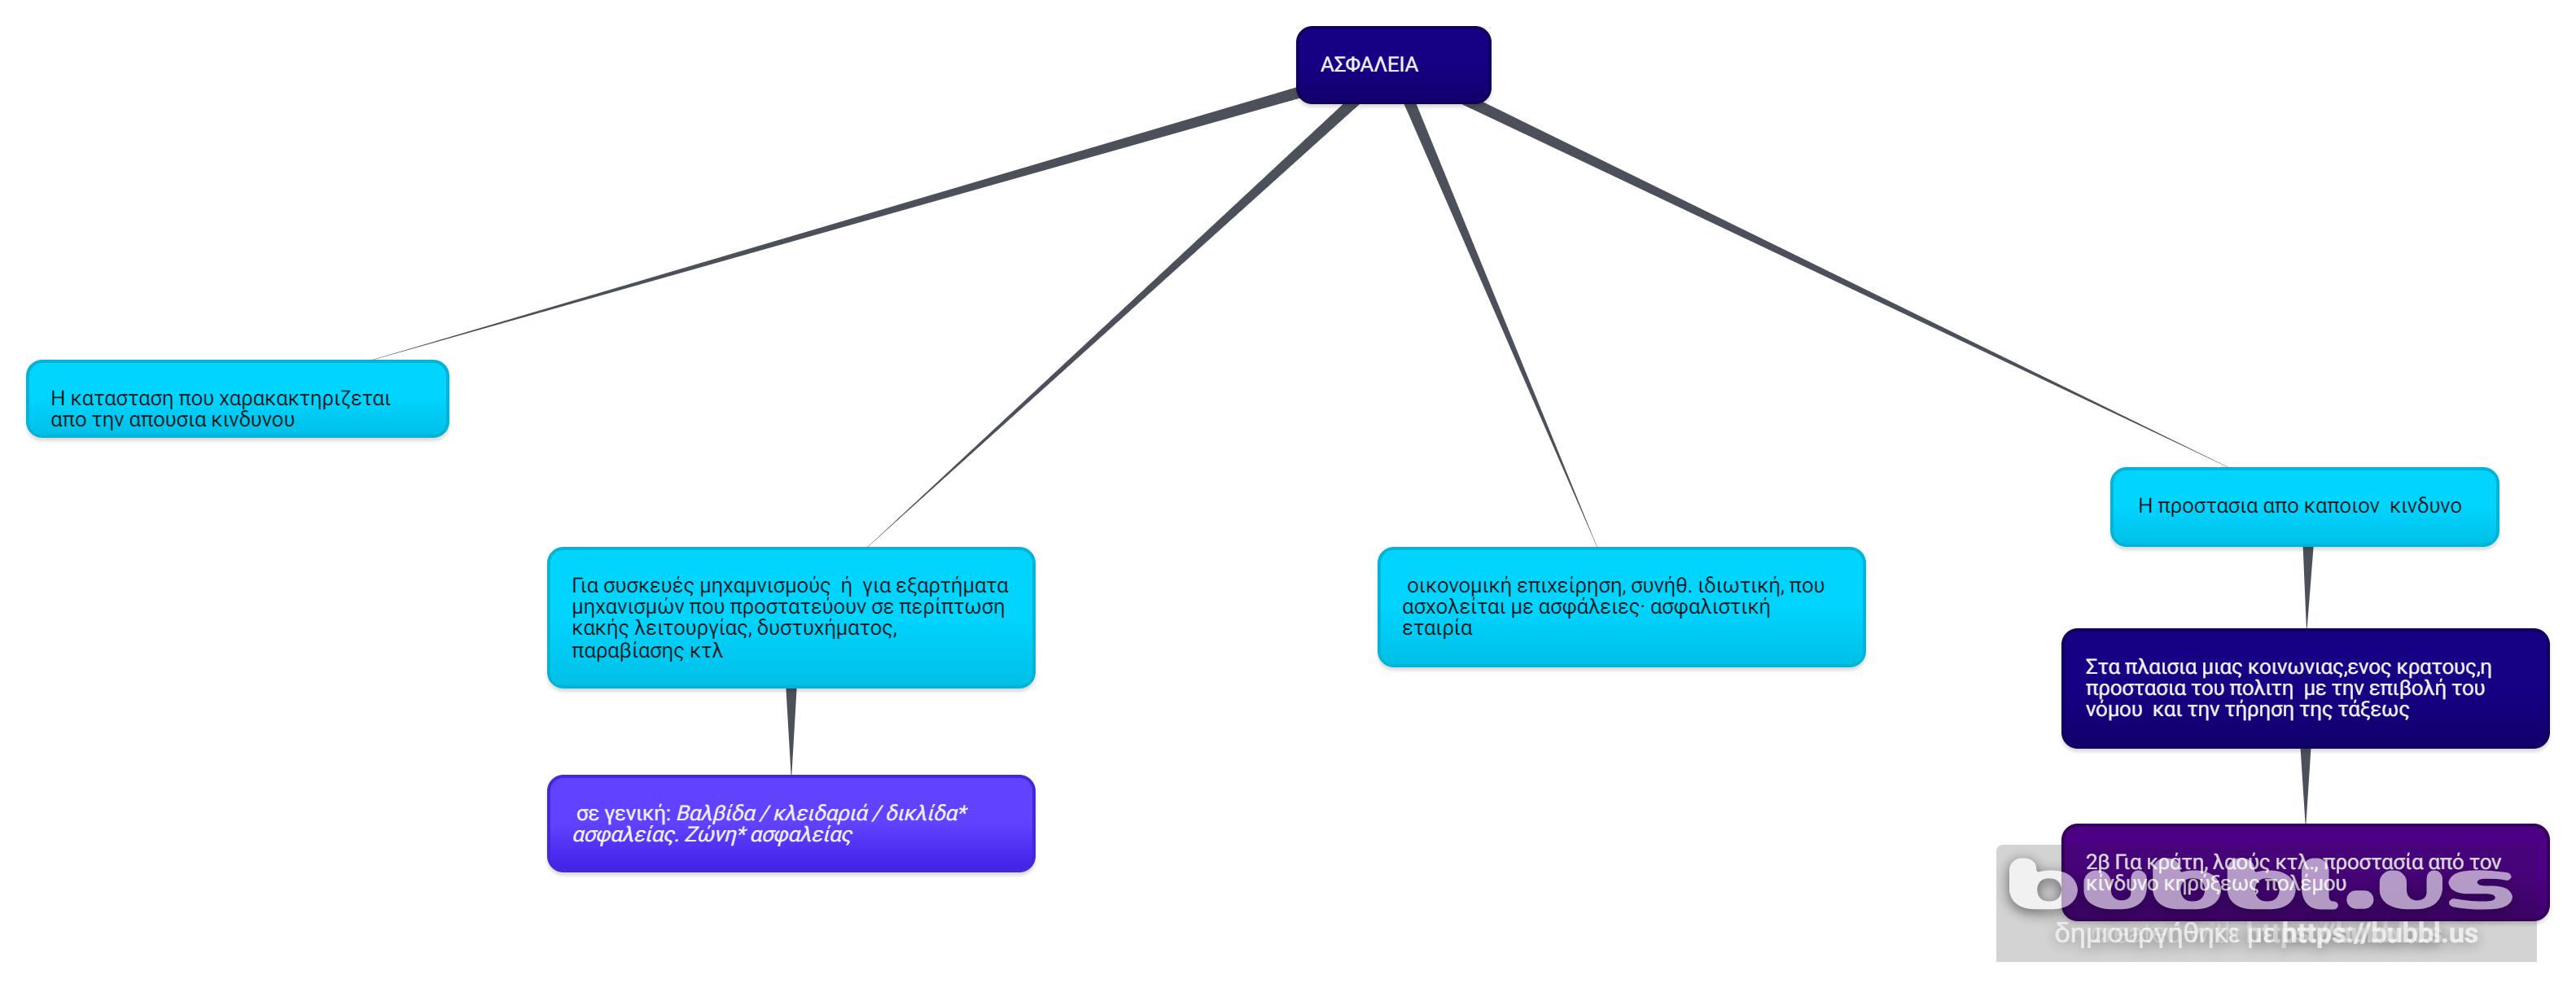 ΑΣΦΑΛΕΙΑ
Η κατασταση που χαρακακτηριζεται
απο την απουσια κινδυνου
Για συσκευές μηχαμνισμούς ή για εξαρτήματα
μηχανισμών που προστατεύουν σε περίπτωση
κακής λειτουργίας, δυστυχήματος,
παραβίασης κτλ
σε γενική: Βαλβίδα / κλειδαριά / δικλίδα*
ασφαλείας. Ζώνη* ασφαλείας
οικονομική επιχείρηση, συνήθ. ιδιωτική, που
ασχολείται με ασφάλειες· ασφαλιστική
εταιρία
Η προστασια απο καποιον κινδυνο
Στα πλαισια μιας κοινωνιας,ενος κρατους,η
προστασια του πολιτη με την επιβολή του
νόμου και την τήρηση της τάξεως
2β Για κράτη, λαούς κτλ., προστασία από τον
κίνδυνο κηρύξεως πολέμου
bubbl.us
δημιουργήθηκε με https://bubbl.us